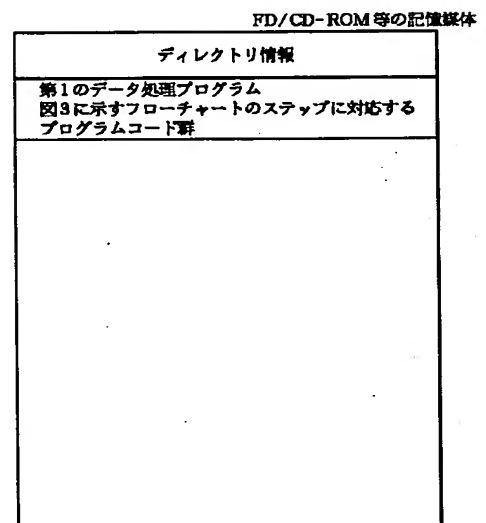 FD/CD-ROM等の記憶媒体
ディレクトリ情報
第1のデータ処理プログラム
図3に示すフローチャートのステップに対応する
プログラムコード群